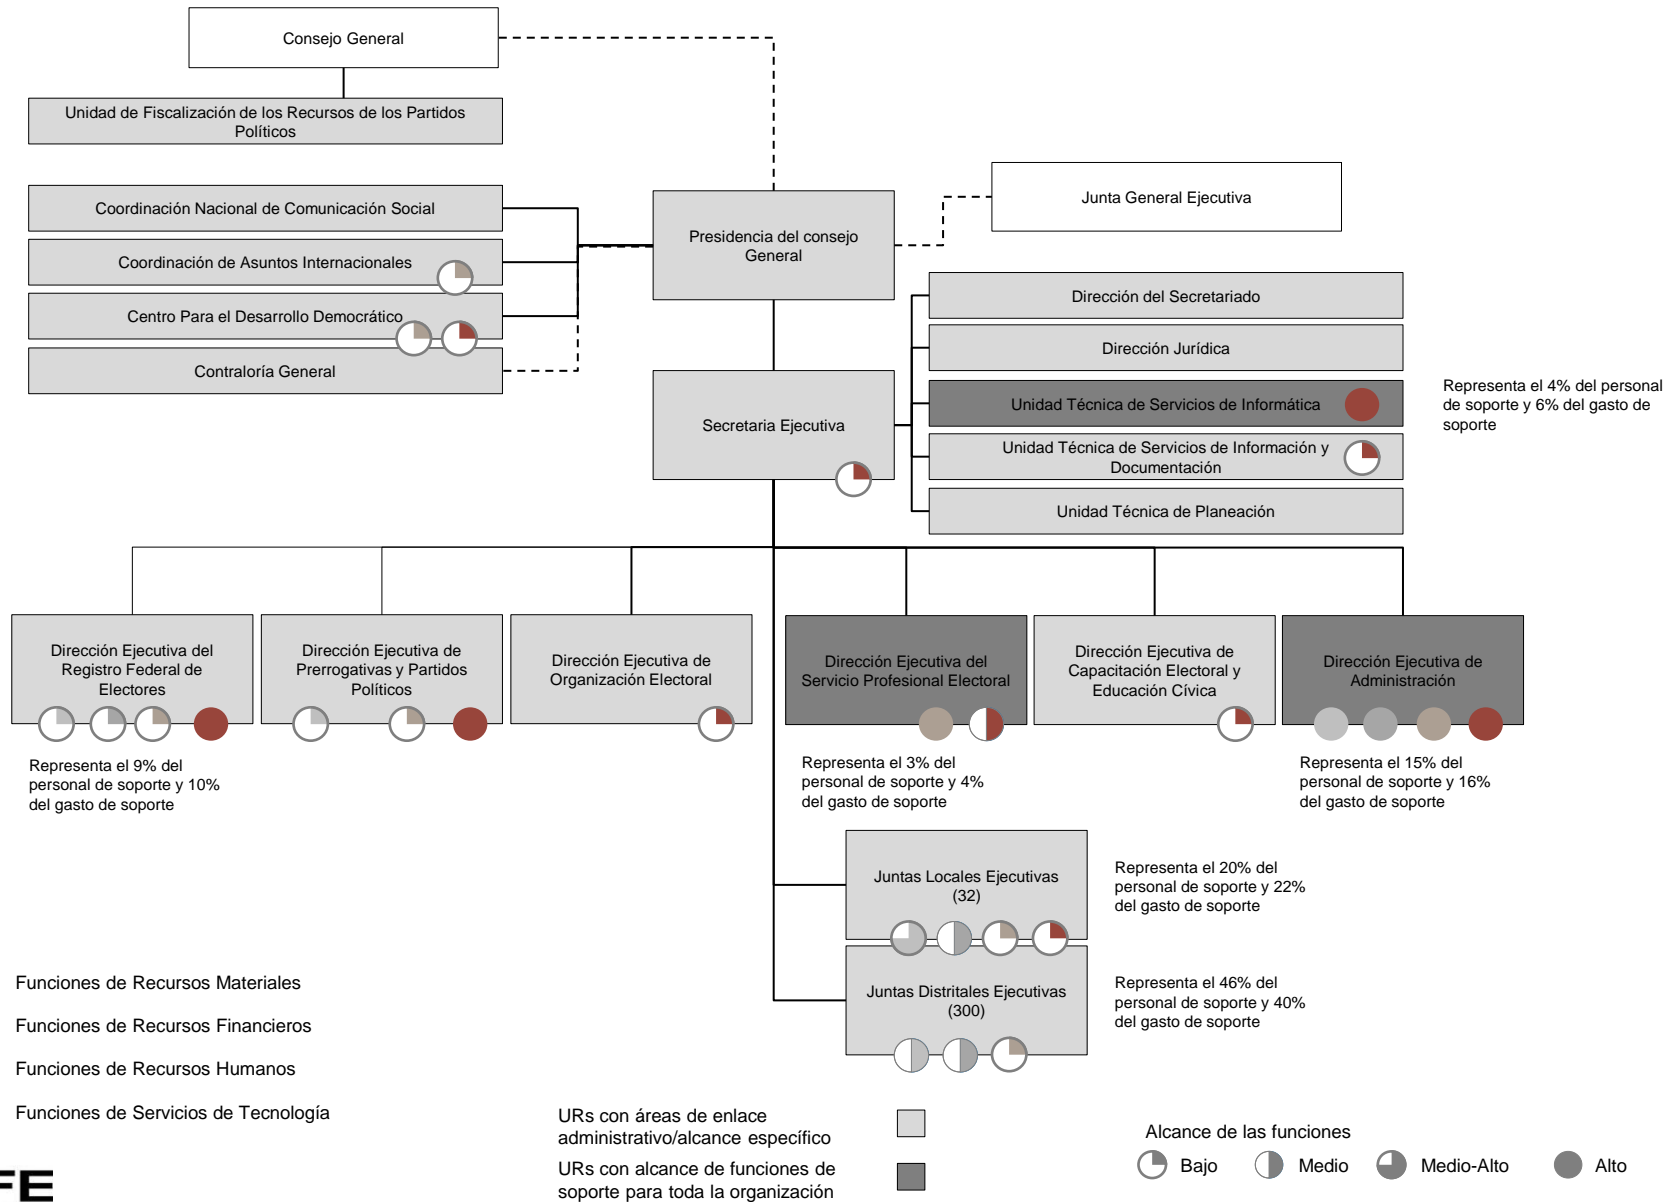 Consejo General
Unidad de Fiscalización de los Recursos de los Partidos
Políticos
Coordinación Nacional de Comunicación Social
Coordinación de Asuntos Internacionales
Centro Para el Desarrollo Democrático
Contraloría General
Presidencia del consejo
General
Junta General Ejecutiva
Secretaria Ejecutiva
Dirección del Secretariado
Dirección Jurídica
Unidad Técnica de Servicios de Informática
Unidad Técnica de Servicios de Información y
Documentación
Unidad Técnica de Planeación
Representa el 4% del personal
de soporte y 6% del gasto de
soporte
Dirección Ejecutiva del
Registro Federal de
Electores
Dirección Ejecutiva de
Prerrogativas y Partidos
Políticos
Dirección Ejecutiva de
Organización Electoral
Dirección Ejecutiva del
Servicio Profesional Electoral
Dirección Ejecutiva de
Capacitación Electoral y
Educación Cívica
Dirección Ejecutiva de
Administración
Representa el 9% del
personal de soporte y 10%
del gasto de soporte
Representa el 3% del
personal de soporte y 4%
del gasto de soporte
Representa el 15% del
personal de soporte y 16%
del gasto de soporte
Juntas Locales Ejecutivas
(32)
Representa el 20% del
personal de soporte y 22%
del gasto de soporte
Juntas Distritales Ejecutivas
(300)
Representa el 46% del
personal de soporte y 40%
del gasto de soporte
Funciones de Recursos Materiales
Funciones de Recursos Financieros
Funciones de Recursos Humanos
Funciones de Servicios de Tecnología
URs con áreas de enlace
administrativo/alcance específico
URs con alcance de funciones de
soporte para toda la organización
Alcance de las funciones
Bajo
Medio
Medio-Alto
Alto
FE